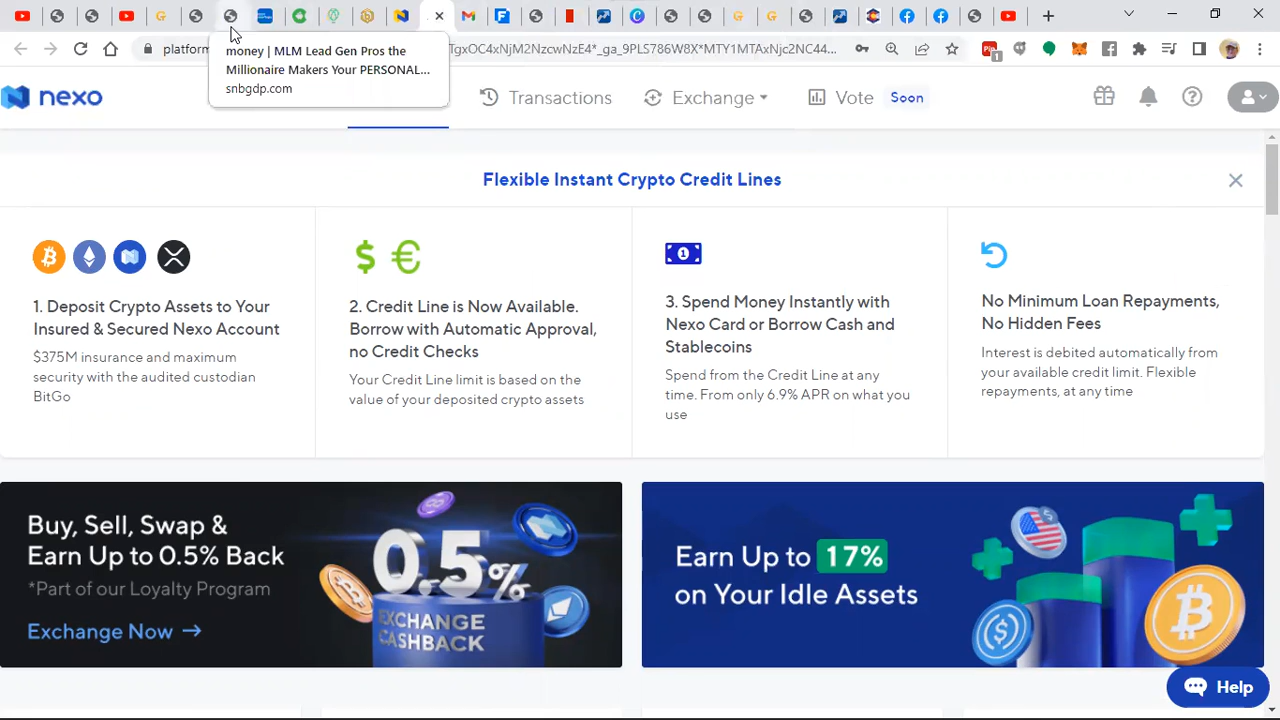 platform
TgxOC4xNjM2NzcwNzE4*_ga_9PLS786W8X*MTY1MTAxNjc2NC44...
1
money | MLM Lead Gen Pros the
Millionaire Makers Your PERSONAL...
snbgdp.com
nexo
Transactions
Exchange
Vote
Soon
Flexible Instant Crypto Credit Lines
1. Deposit Crypto Assets to Your
Insured & Secured Nexo Account
$375M insurance and maximum
security with the audited custodian
BitGo
2. Credit Line is Now Available.
Borrow with Automatic Approval,
no Credit Checks
Your Credit Line limit is based on the
value of your deposited crypto assets
3. Spend Money Instantly with
Nexo Card or Borrow Cash and
Stablecoins
Spend from the Credit Line at any
time. From only 6.9% APR on what you
use
No Minimum Loan Repayments,
No Hidden Fees
Interest is debited automatically from
your available credit limit. Flexible
repayments, at any time
Buy, Sell, Swap &
Earn Up to 0.5% Back
*Part of our Loyalty Program
Exchange Now →
0.5%
EXCHANGE
CASHBACK
Earn Up to 17%
on Your Idle Assets
Help